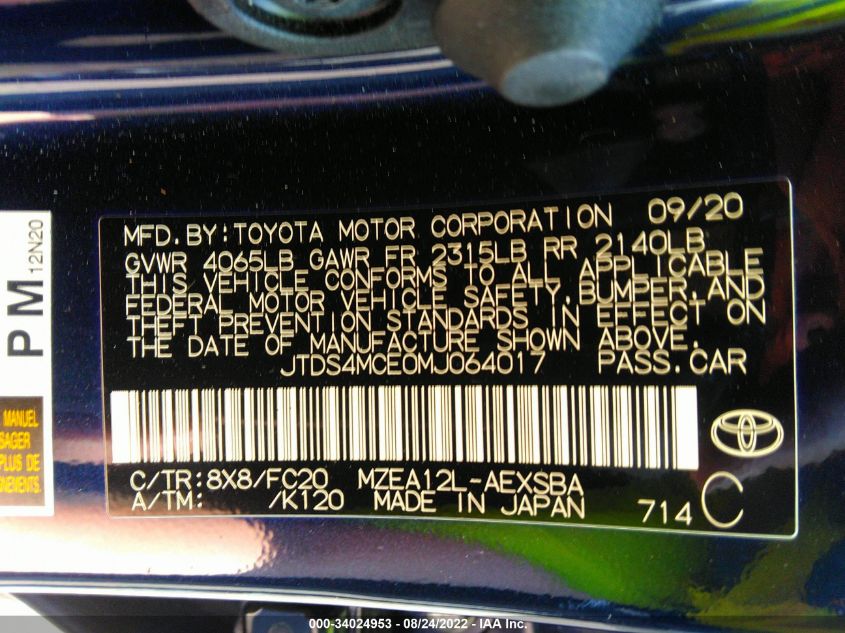 MFD.BY:TOYOTA MOTOR CORPORATION 09/20
GVWR 4065LB GAWR FR 2315LB RR 2140LB
THIS VEHICLE CONFORMS TO ALL APPLICABLE
FEDERAL MOTOR VEHICLE SAFETY,BUMPER,AND
THEFT PREVENTION STANDARDS IN EFFECT ON
THE DATE OF MANUFACTURE SHOWN ABOVE.
JTDS4MCE0MJ064017 PASS.CAR
C/TR:8X8/FC20 MZEA12L-AEXSBA
A/TM: /K120 MADE IN JAPAN 714 C
PM
12N20
MANUEL
SAGER
PLUS DE
GNEMENTS.
000-34024953 - 08/24/2022 - IAA Inc.